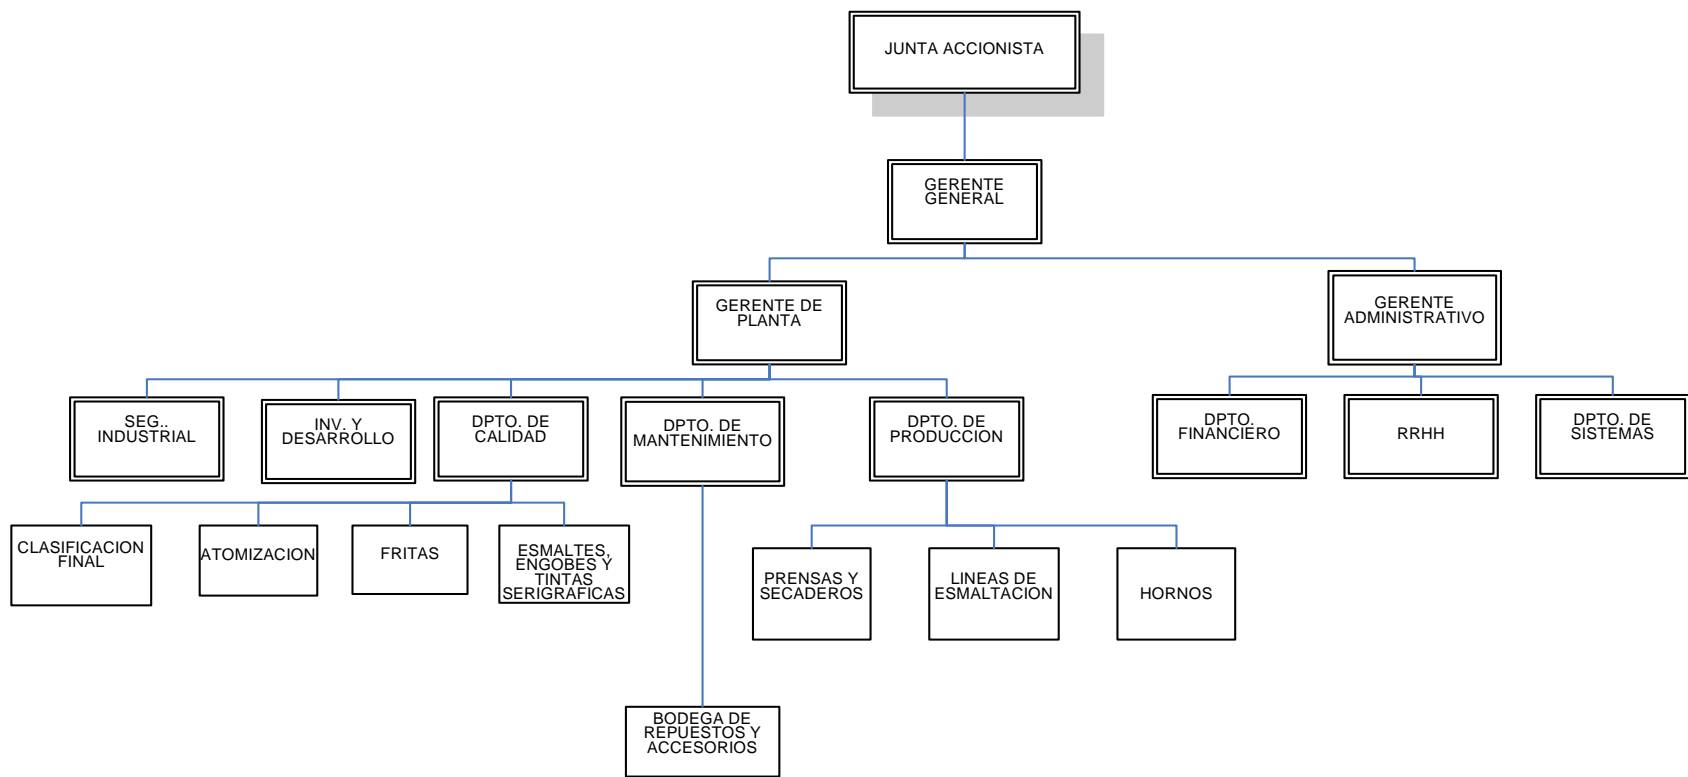 JUNTA ACCIONISTA
GERENTE
GENERAL
GERENTE DE
PLANTA
GERENTE
ADMINISTRATIVO
SEG..
INDUSTRIAL
INV. Y
DESARROLLO
DPTO. DE
CALIDAD
DPTO. DE
MANTENIMIENTO
DPTO. DE
PRODUCCION
DPTO.
FINANCIERO
RRHH
DPTO. DE
SISTEMAS
CLASIFICACION
FINAL
ATOMIZACION
FRITAS
ESMALTES,
ENGOBES Y
TINTAS
SERIGRAFICAS
PRENSAS Y
SECADEROS
LINEAS DE
ESMALTACION
HORNOS
BODEGA DE
REPUESTOS Y
ACCESORIOS